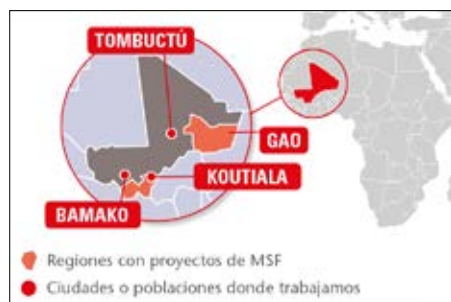 TOMBUCTÚ
GAO
KOUTIALA
BAMAKO
Regiones con proyectos de MSF
Ciudades o poblaciones donde trabajamos